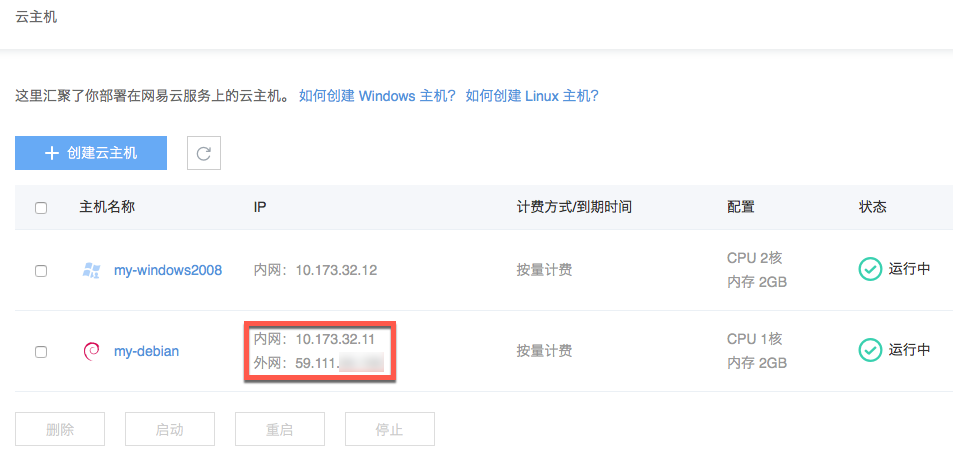 云主机
这里汇聚了你部署在网易云服务上的云主机。 如何创建 Windows 主机? 如何创建 Linux 主机?
创建云主机
主机名称 IP 计费方式/到期时间 配置 状态
my-windows2008 内网：10.173.32.12 按量计费 CPU 2核 内存 2GB 运行中
my-debian 内网：10.173.32.11 外网：59.111. 按量计费 CPU 1核 内存 2GB 运行中
删除 启动 重启 停止